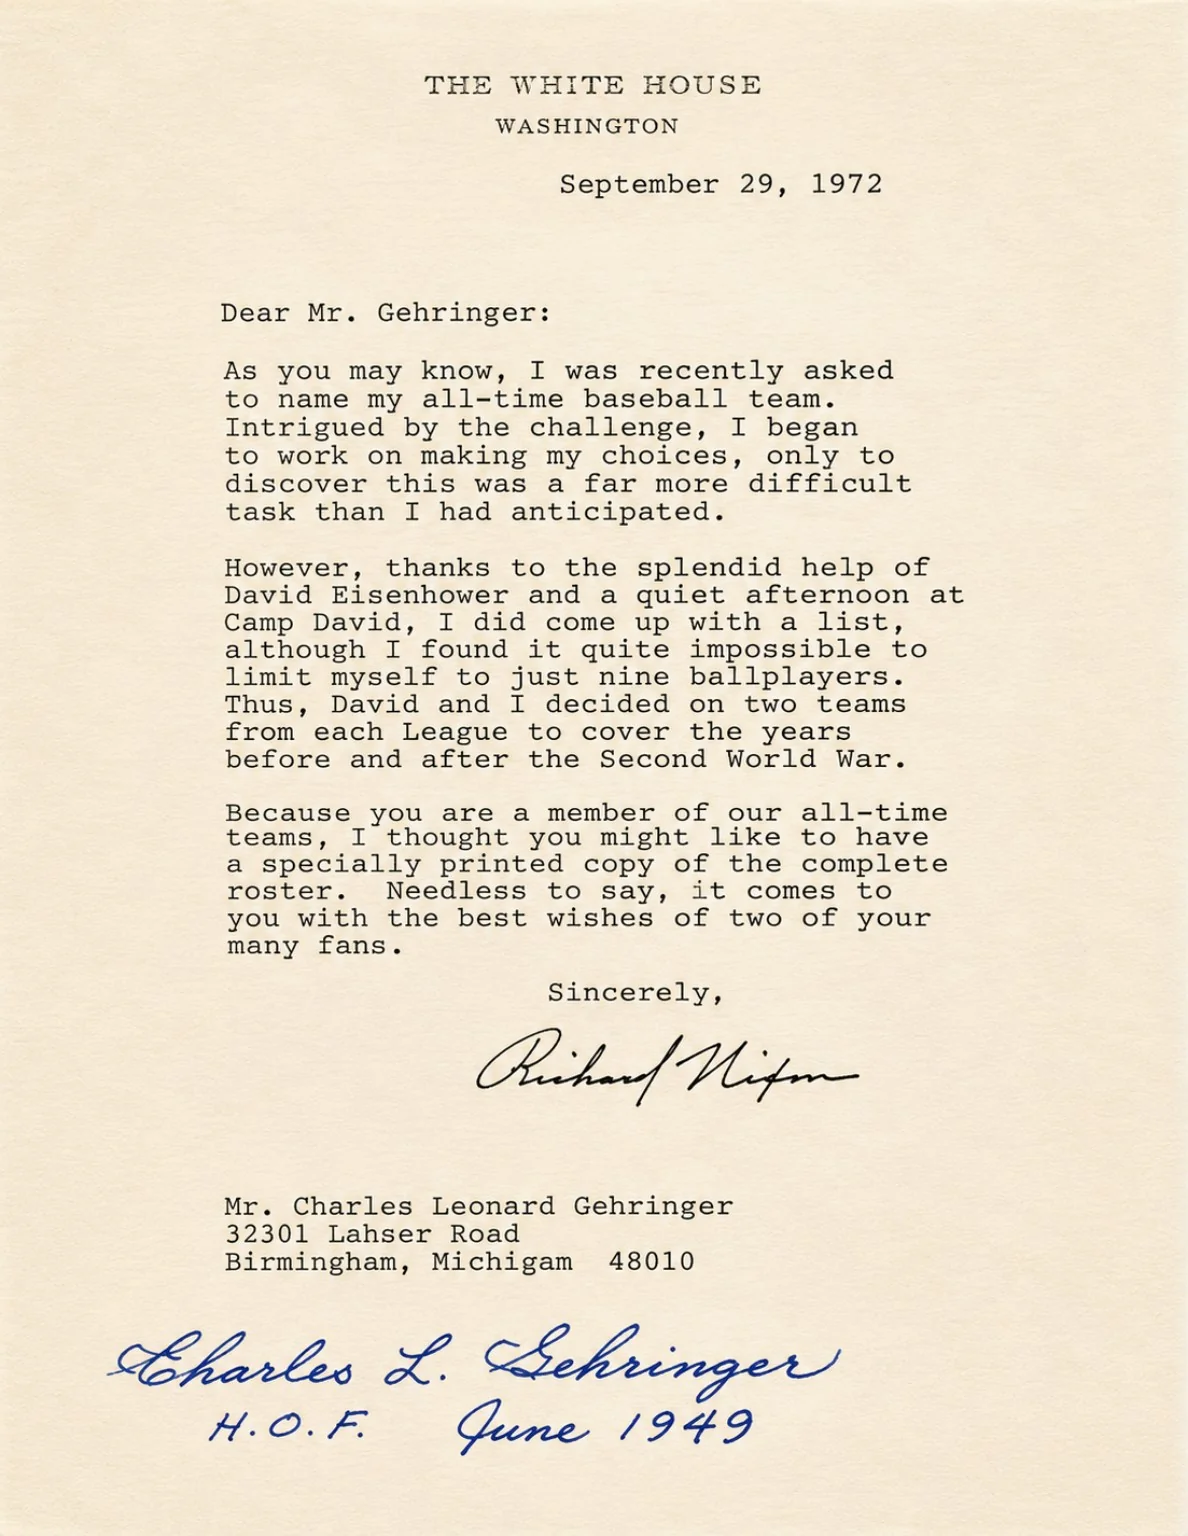 THE WHITE HOUSE
WASHINGTON
September 29, 1972
Dear Mr. Gehringer:
As you may know, I was recently asked
to name my all-time baseball team.
Intrigued by the challenge, I began
to work on making my choices, only to
discover this was a far more difficult
task than I had anticipated.
However, thanks to the splendid help of
David Eisenhower and a quiet afternoon at
Camp David, I did come up with a list,
although I found it quite impossible to
limit myself to just nine ballplayers.
Thus, David and I decided on two teams
from each League to cover the years
before and after the Second World War.
Because you are a member of our all-time
teams, I thought you might like to have
a specially printed copy of the complete
roster.  Needless to say, it comes to
you with the best wishes of two of your
many fans.
Sincerely,
Richard Nixon
Mr. Charles Leonard Gehringer
32301 Lahser Road
Birmingham, Michigam  48010
Charles L. Gehringer
H.O.F.  June 1949